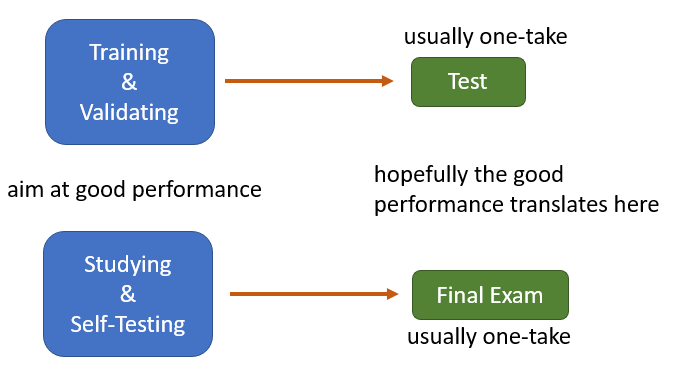 usually one-take
Training
&
Validating
Test
aim at good performance
hopefully the good
performance translates here
Studying
&
Self-Testing
Final Exam
usually one-take